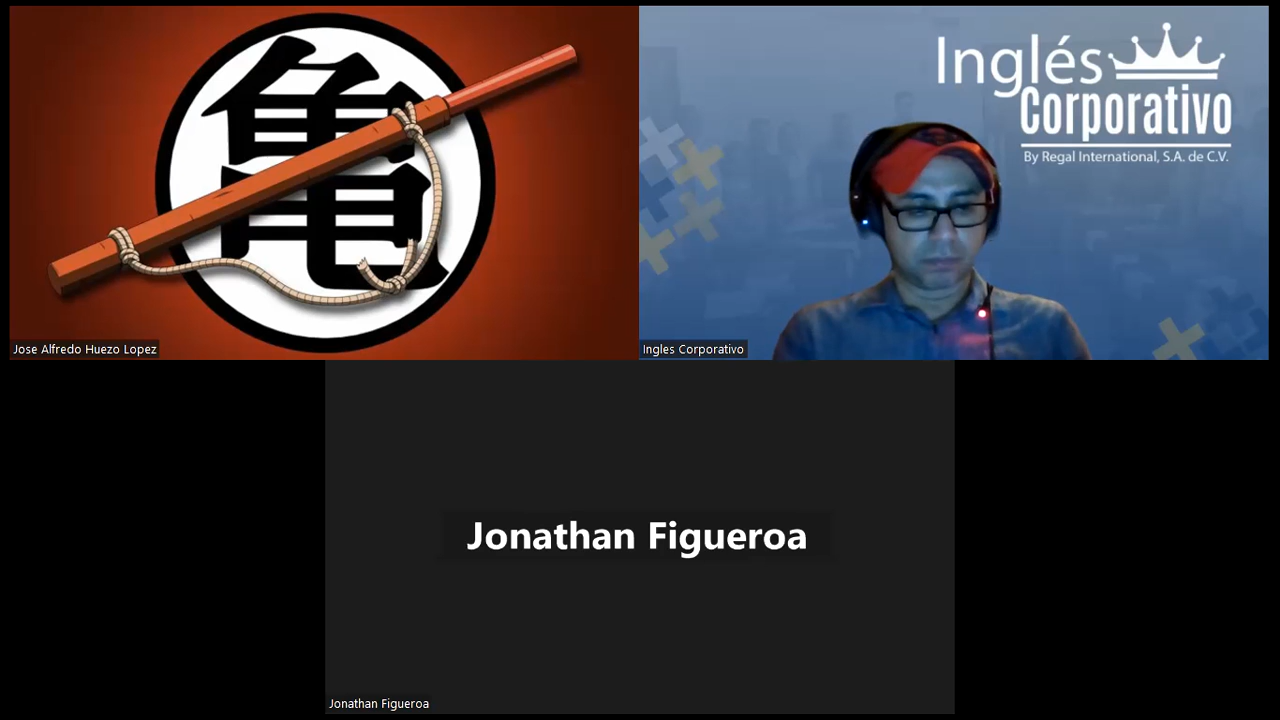 亀
Jose Alfredo Huezo Lopez
Inglés
Corporativo
By Regal International, S.A. de C.V.
Ingles Corporativo
Jonathan Figueroa
Jonathan Figueroa